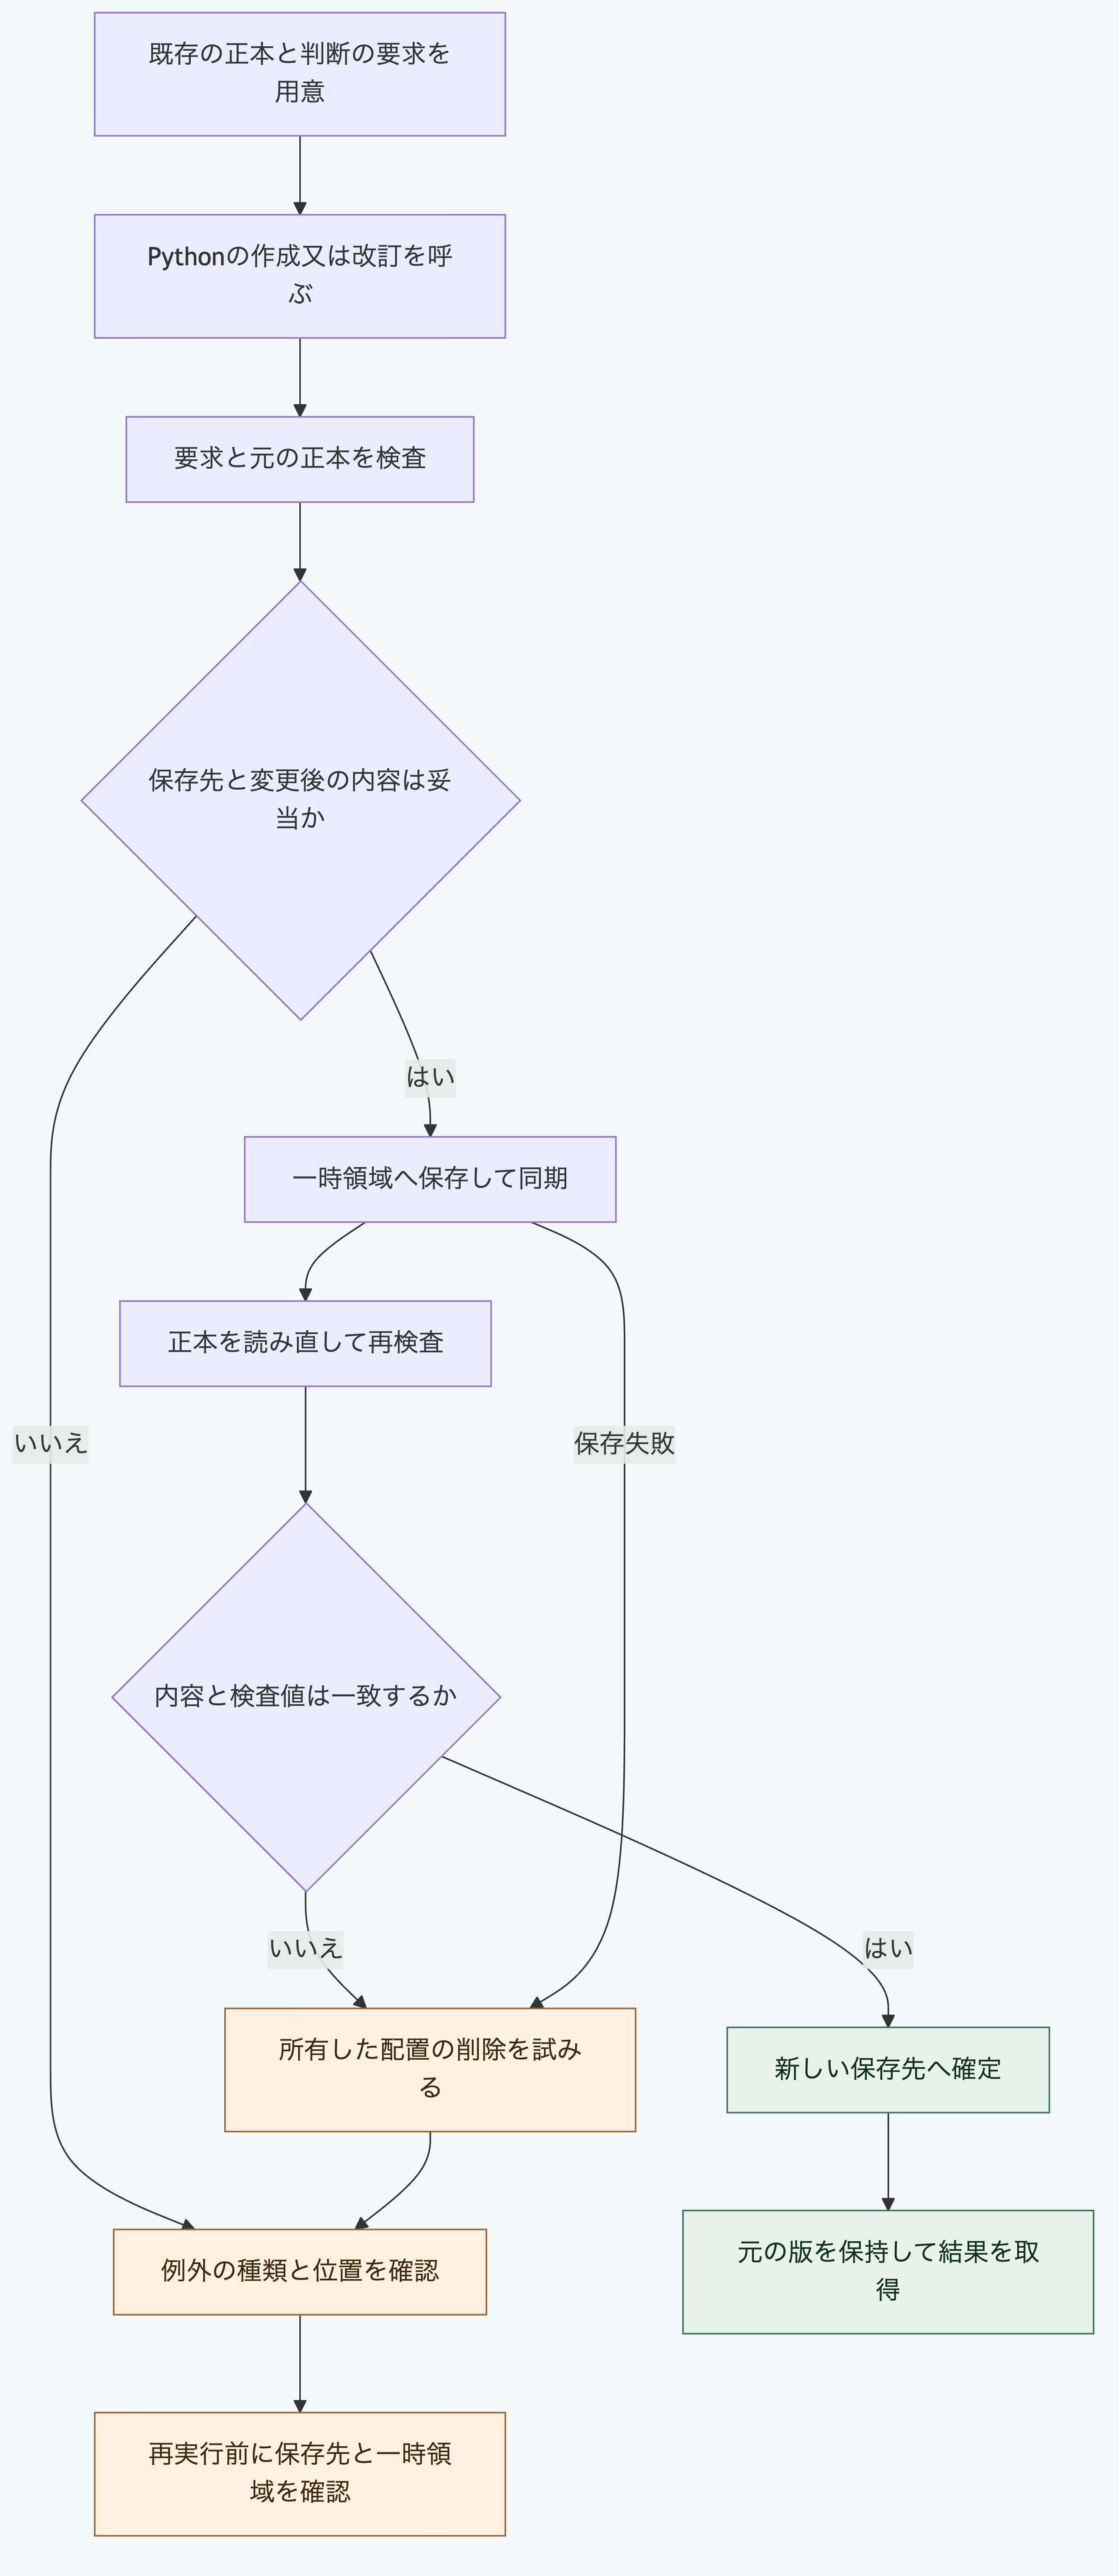 既存の正本と判断の要求を
用意
Pythonの作成又は改訂を呼
ぶ
要求と元の正本を検査
保存先と変更後の内容は妥
当か
はい
一時領域へ保存して同期
正本を読み直して再検査
いいえ
保存失敗
内容と検査値は一致するか
いいえ
はい
所有した配置の削除を試み
る
新しい保存先へ確定
例外の種類と位置を確認
元の版を保持して結果を取
得
再実行前に保存先と一時領
域を確認